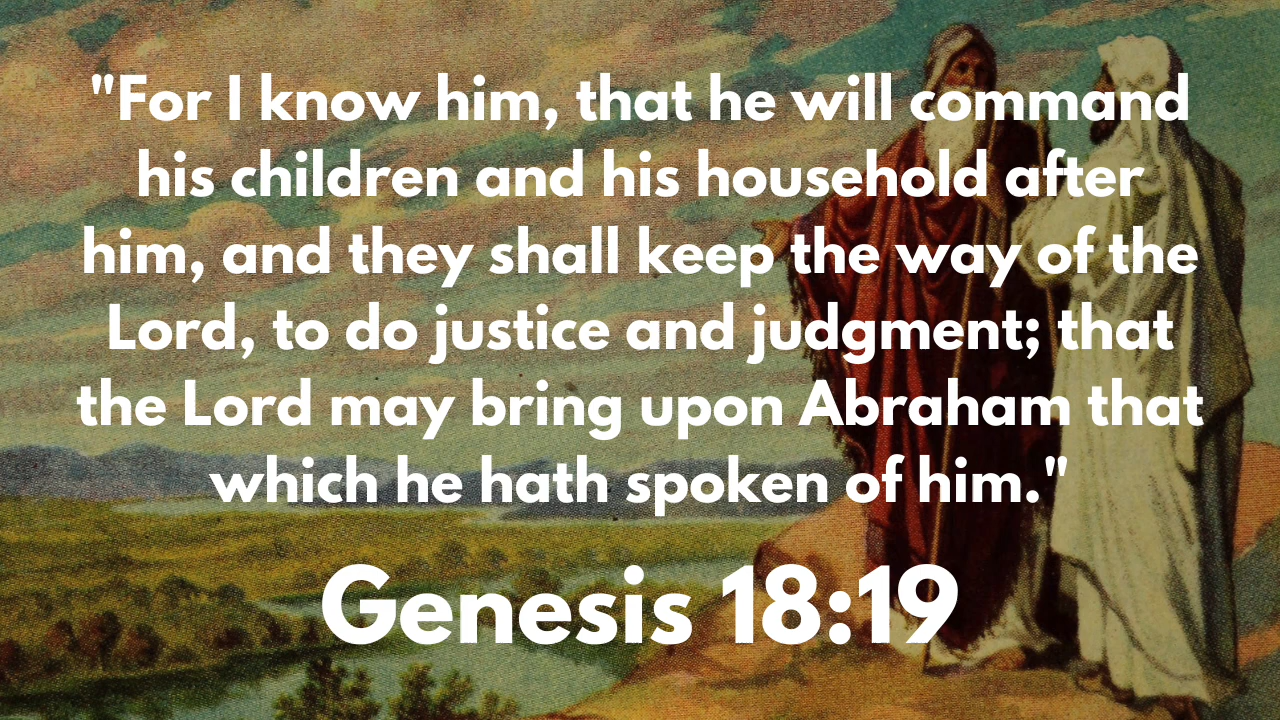 "For I know him, that he will command
his children and his household after
him, and they shall keep the way of the
Lord, to do justice and judgment; that
the Lord may bring upon Abraham that
which he hath spoken of him."
Genesis 18:19